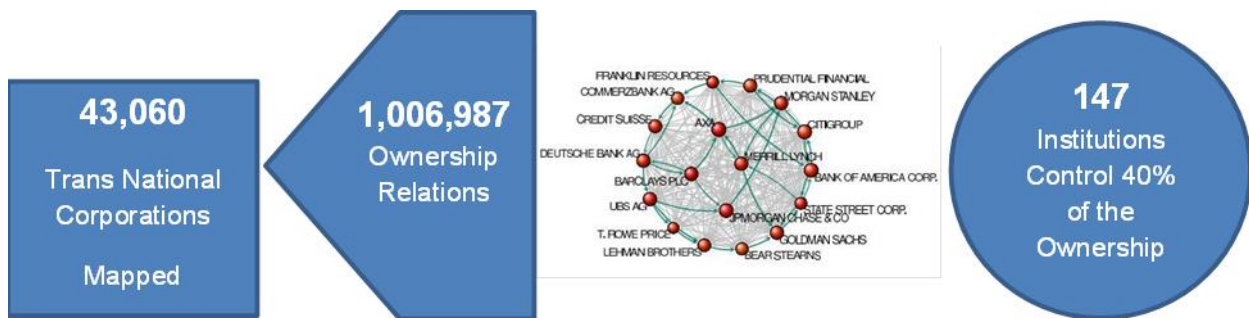 43,060
Trans National
Corporations
Mapped
1,006,987
Ownership
Relations
FRANKLIN RESOURCES
PRUDENTIAL FINANCIAL
COMMERZBANK AG
MORGAN STANLEY
CREDIT SUISSE
AXA
CITIGROUP
DEUTSCHE BANK AG
MERRILL LYNCH
BARCLAYS PLC
BANK OF AMERICA CORP.
UBS AG
STATE STREET CORP.
JPMORGAN CHASE & CO
T. ROWE PRICE
GOLDMAN SACHS
LEHMAN BROTHERS
BEAR STEARNS
147
Institutions
Control 40%
of the
Ownership